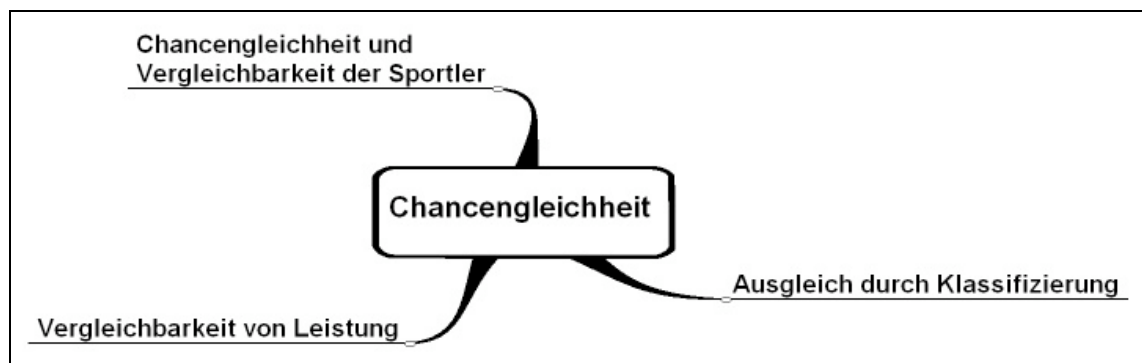 Chancengleichheit und
Vergleichbarkeit der Sportler
Chancengleichheit
Ausgleich durch Klassifizierung
Vergleichbarkeit von Leistung